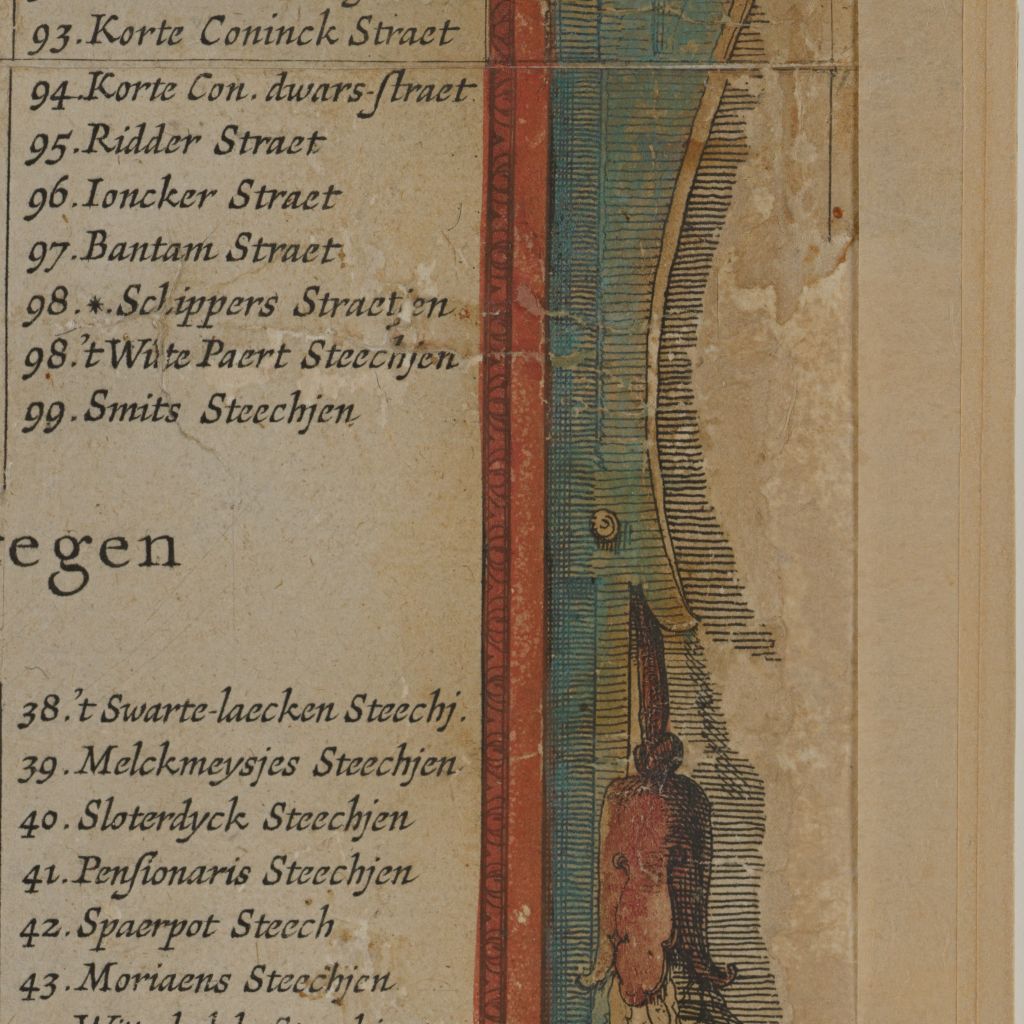 93. Korte Coninck Straet
94. Korte Con. dwars-ſtraet
95. Ridder Straet
96. Ioncker Straet
97. Bantam Straet
98. *. Schippers Straetjen
98. 't Witte Paert Steechjen
99. Smits Steechjen
egen
38. 't Swarte-laecken Steechj.
39. Melckmeysjes Steechjen
40. Sloterdyck Steechjen
41. Penſionaris Steechjen
42. Spaerpot Steech
43. Moriaens Steechjen